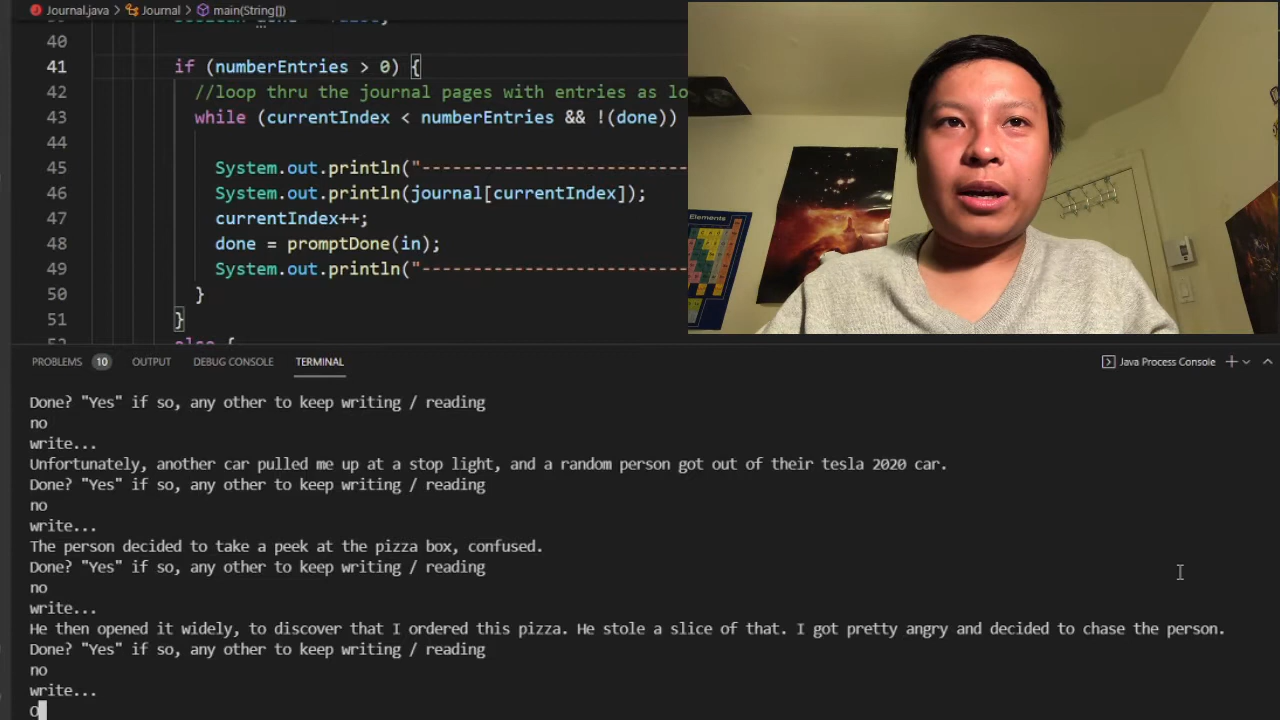 Journal.java > Journal > main(String[])
40
41 if (numberEntries > 0) {
42 //loop thru the journal pages with entries as lo
43 while (currentIndex < numberEntries && !(done))
44
45 System.out.println("--------------------------------
46 System.out.println(journal[currentIndex]);
47 currentIndex++;
48 done = promptDone(in);
49 System.out.println("--------------------------------
50 }
51 }
Elements
PROBLEMS 10 OUTPUT DEBUG CONSOLE TERMINAL Java Process Console
Done? "Yes" if so, any other to keep writing / reading
no
write...
Unfortunately, another car pulled me up at a stop light, and a random person got out of their tesla 2020 car.
Done? "Yes" if so, any other to keep writing / reading
no
write...
The person decided to take a peek at the pizza box, confused.
Done? "Yes" if so, any other to keep writing / reading
no
write...
He then opened it widely, to discover that I ordered this pizza. He stole a slice of that. I got pretty angry and decided to chase the person.
Done? "Yes" if so, any other to keep writing / reading
no
write...
O